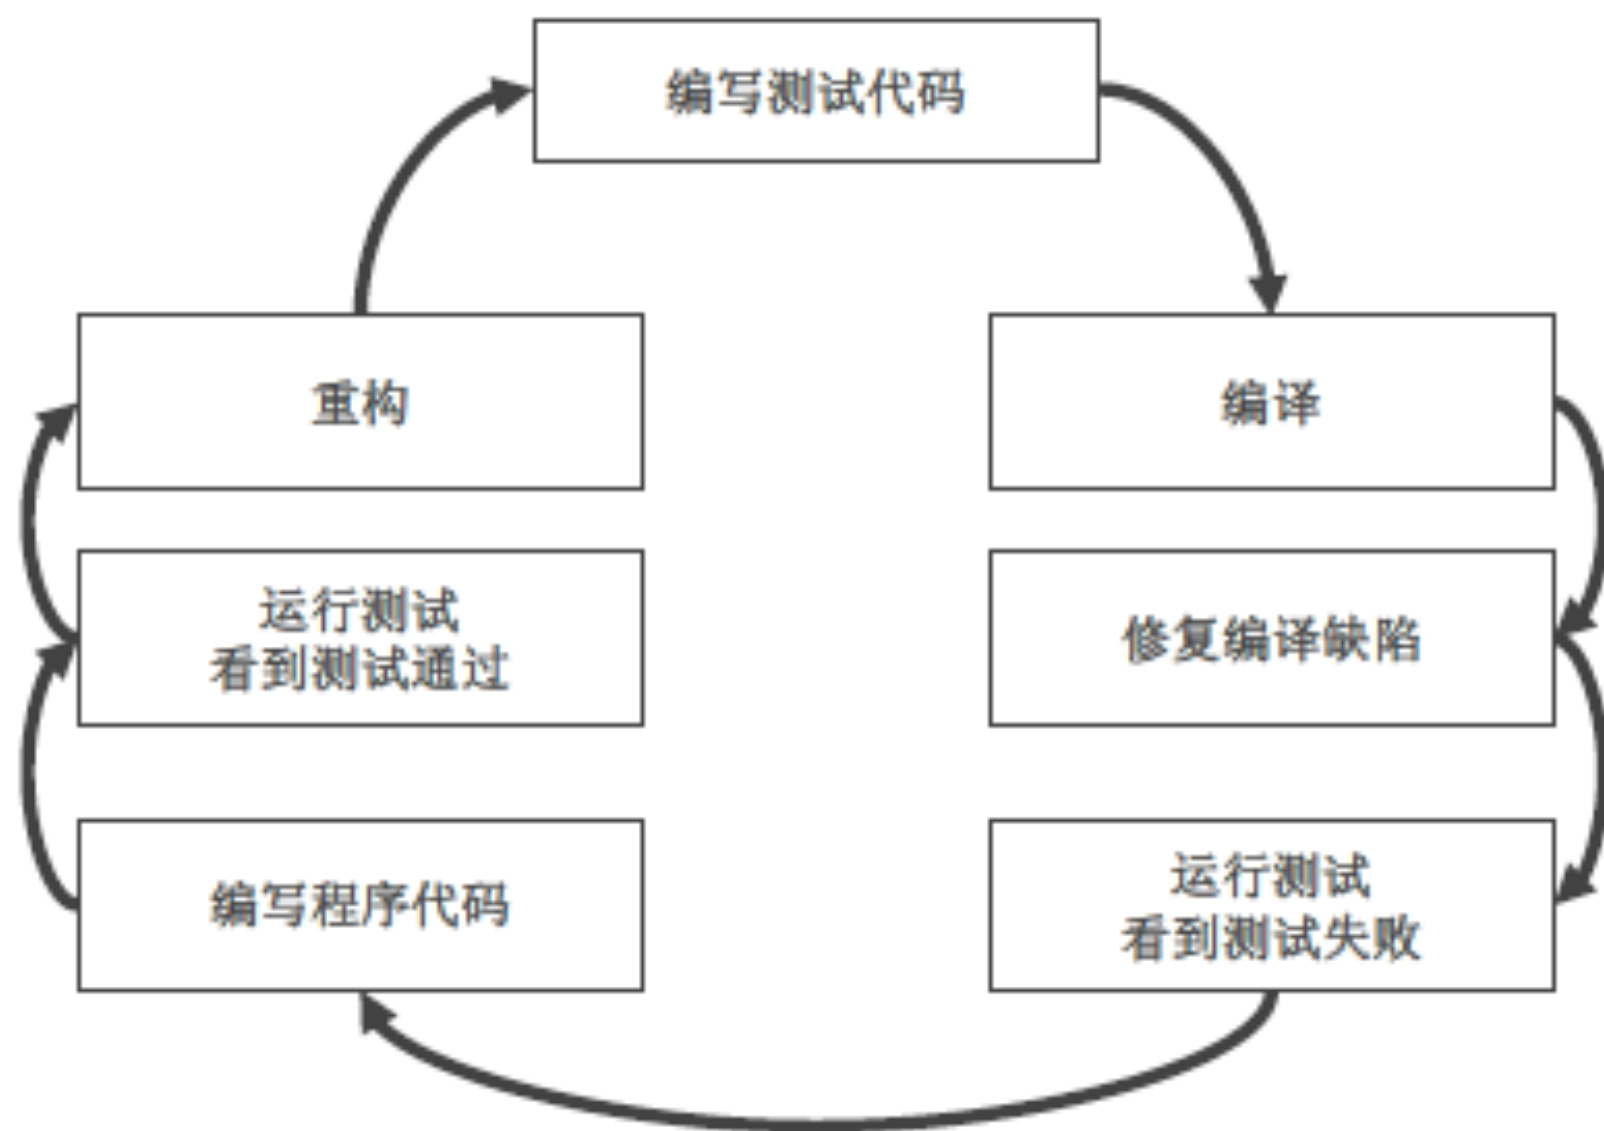 编写测试代码
重构
编译
运行测试
看到测试通过
修复编译缺陷
编写程序代码
运行测试
看到测试失败